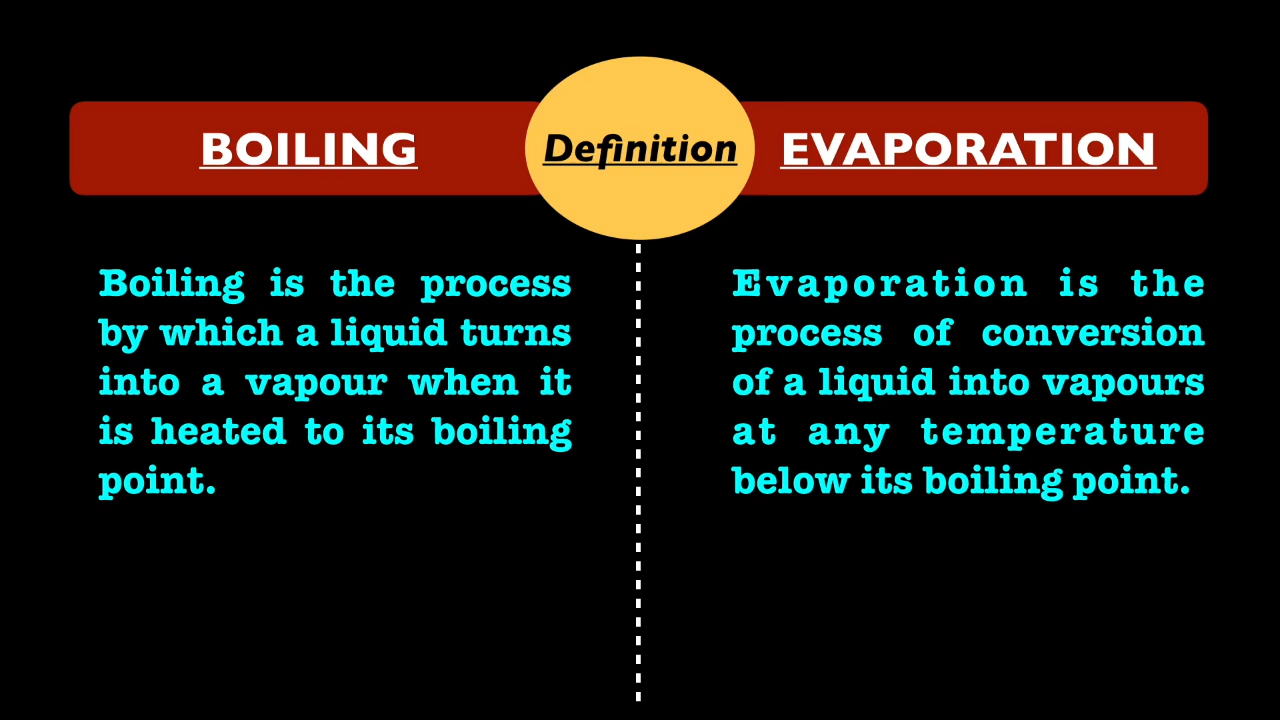 BOILING
Definition
EVAPORATION
Boiling is the process
by which a liquid turns
into a vapour when it
is heated to its boiling
point.
Evaporation is the
process of conversion
of a liquid into vapours
at any temperature
below its boiling point.